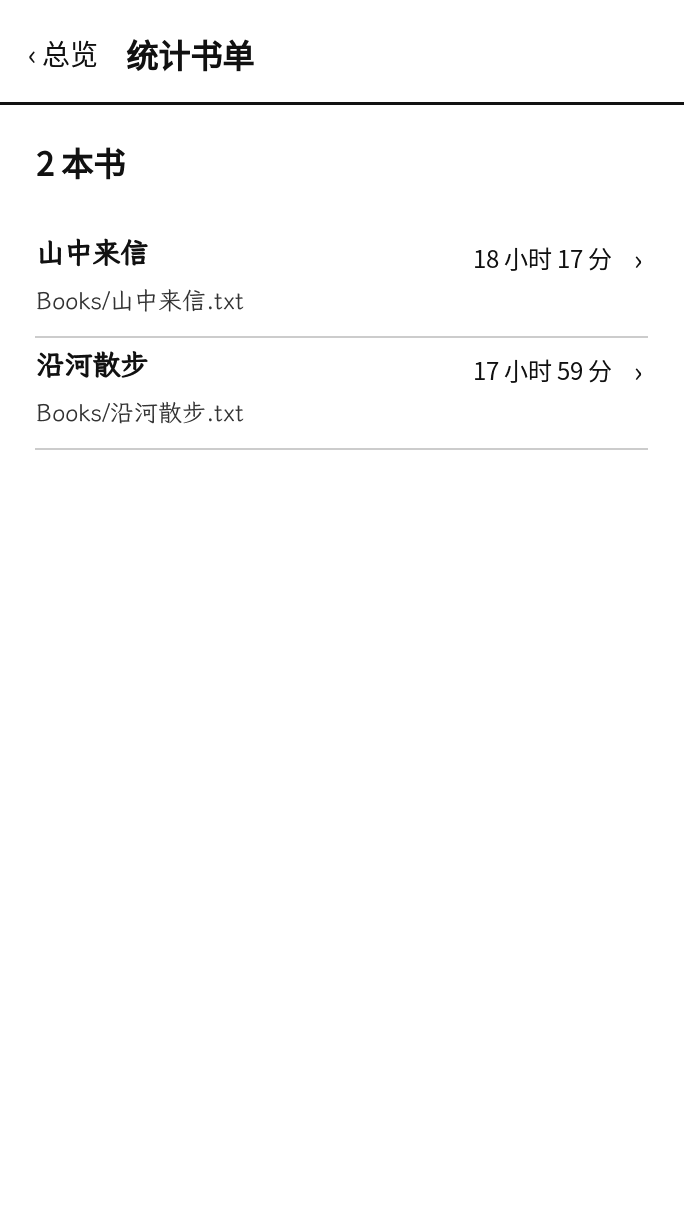 ‹ 总览 统计书单
2 本书
山中来信 18 小时 17 分 ›
Books/山中来信.txt
沿河散步 17 小时 59 分 ›
Books/沿河散步.txt